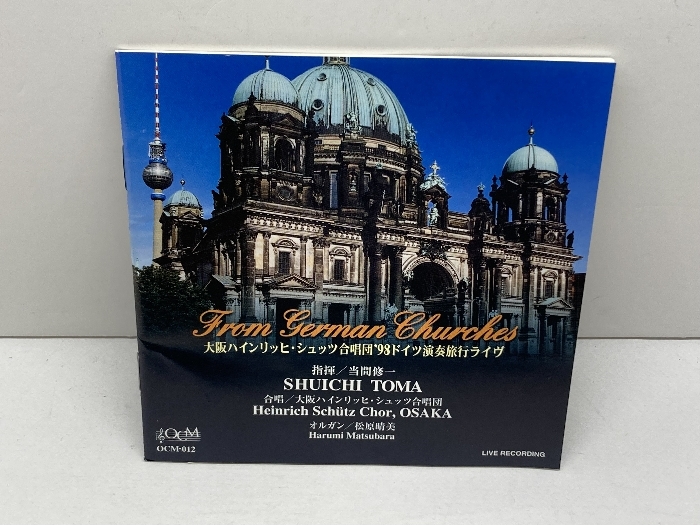 From German Churches
大阪ハインリッヒ・シュッツ合唱団'98ドイツ演奏旅行ライヴ
指揮／当間修一
SHUICHI TOMA
合唱／大阪ハインリッヒ・シュッツ合唱団
Heinrich Schütz Chor, OSAKA
オルガン／松原晴美
Harumi Matsubara
OCM
OCM-012
LIVE RECORDING